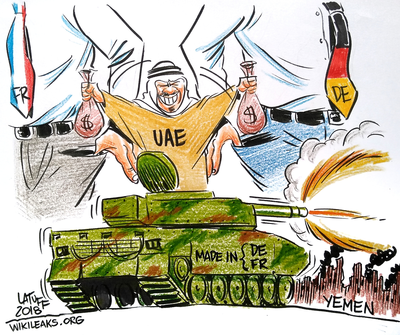 FR
DE
$
$
UAE
MADE IN { DE
FR
YEMEN
LATUFF
2018
WIKILEAKS.ORG